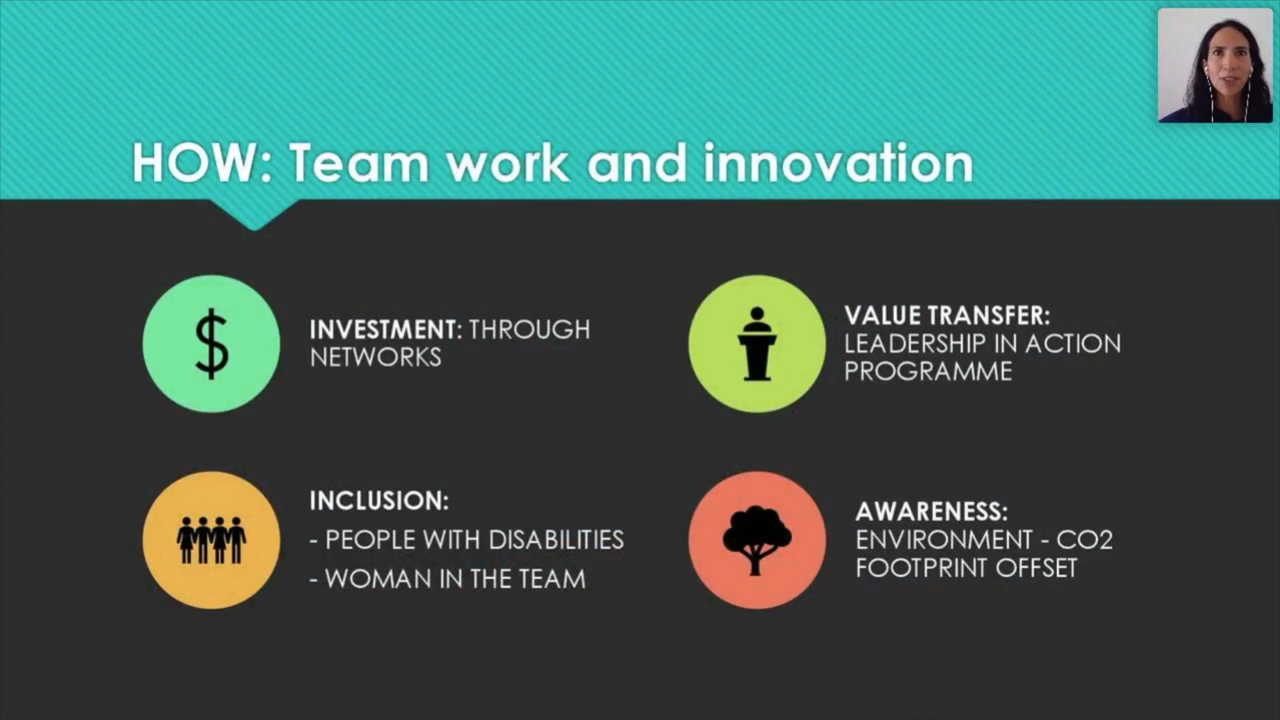 HOW: Team work and innovation
$
INVESTMENT: THROUGH
NETWORKS
VALUE TRANSFER:
LEADERSHIP IN ACTION
PROGRAMME
INCLUSION:
- PEOPLE WITH DISABILITIES
- WOMAN IN THE TEAM
AWARENESS:
ENVIRONMENT - CO2
FOOTPRINT OFFSET